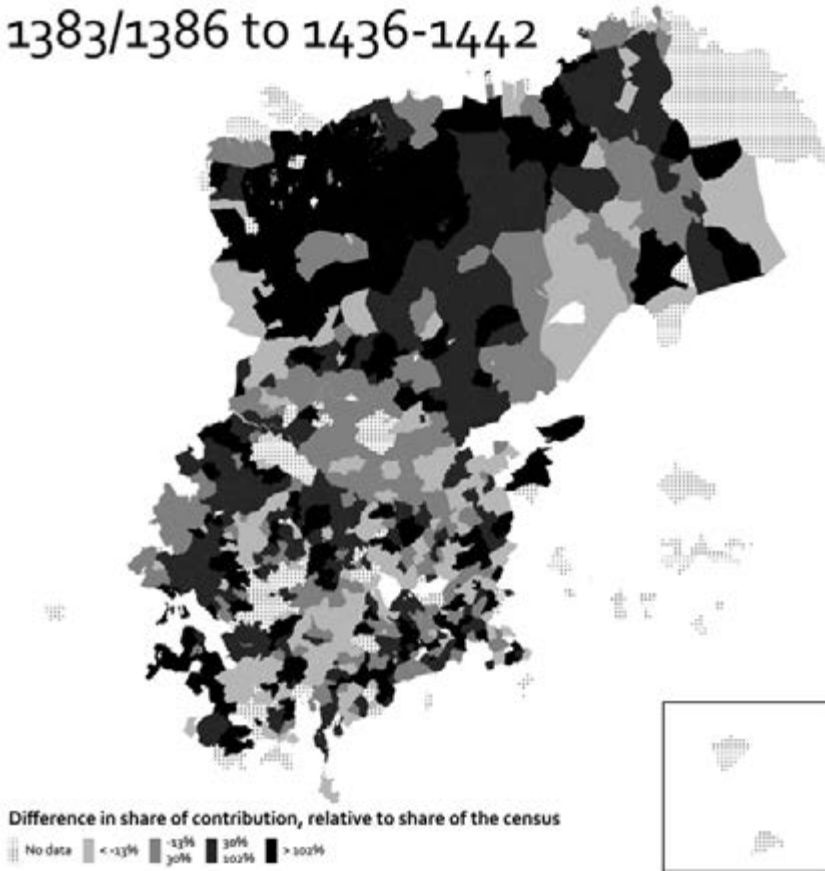 1383/1386 to 1436-1442
Difference in share of contribution, relative to share of the census
No data < -13% -13% 30% 30% 102% > 102%